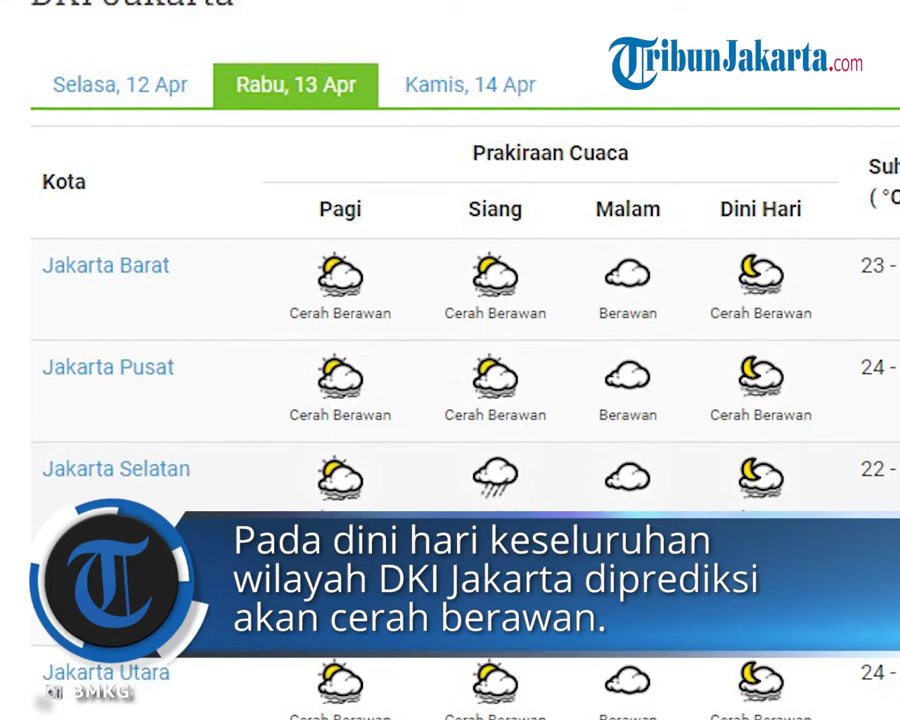 DKI Jakarta
TribunJakarta.com
Selasa, 12 Apr
Rabu, 13 Apr
Kamis, 14 Apr
Kota
Prakiraan Cuaca
Pagi
Siang
Malam
Dini Hari
Jakarta Barat
Cerah Berawan
Cerah Berawan
Berawan
Cerah Berawan
23 -
Jakarta Pusat
Cerah Berawan
Cerah Berawan
Berawan
Cerah Berawan
24 -
Jakarta Selatan
22 -
Pada dini hari keseluruhan
wilayah DKI Jakarta diprediksi
akan cerah berawan.
Jakarta Utara
24 -
BMKG